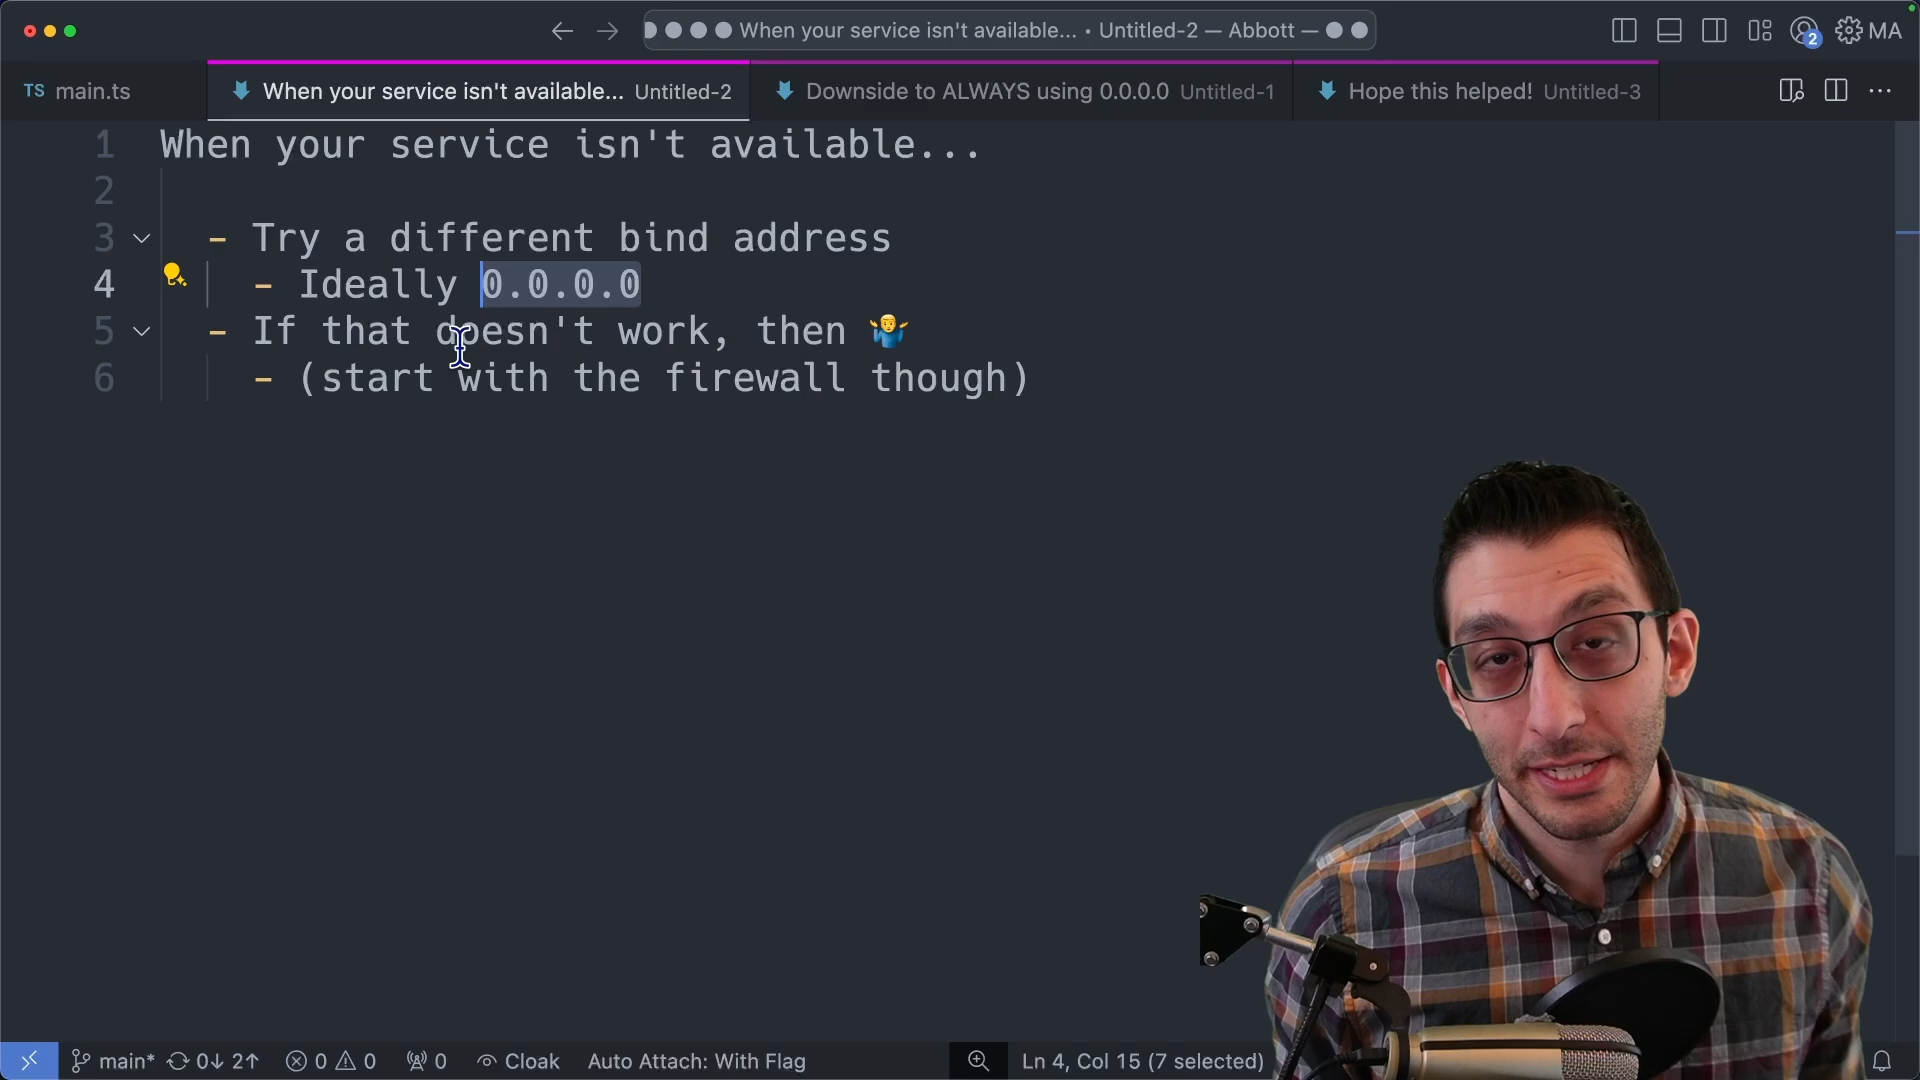 When your service isn't available... • Untitled-2 — Abbott —
2
MA
TS main.ts
When your service isn't available... Untitled-2
Downside to ALWAYS using 0.0.0.0 Untitled-1
Hope this helped! Untitled-3
1 When your service isn't available...
2
3 - Try a different bind address
4 - Ideally 0.0.0.0
5 - If that doesn't work, then 🤷‍♂️
6 - (start with the firewall though)
main* 0↓ 2↑ 0 0 0 Cloak Auto Attach: With Flag Ln 4, Col 15 (7 selected)